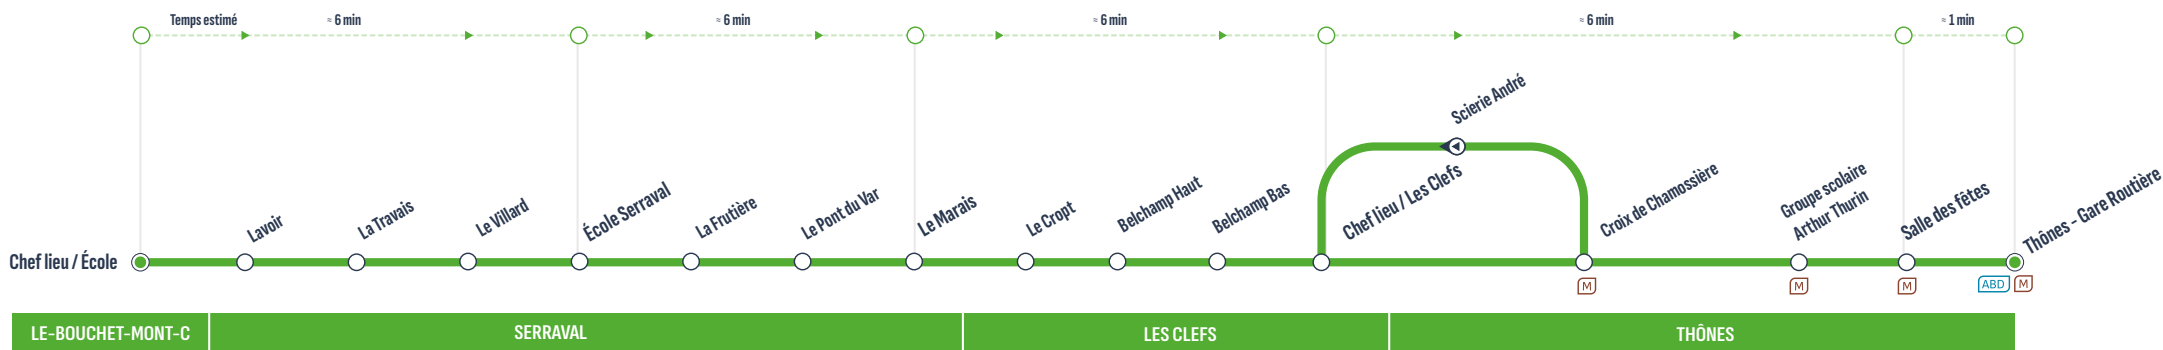 Temps estimé
≈ 6 min
≈ 6 min
≈ 6 min
≈ 6 min
≈ 1 min
Scierie André
Chef lieu / École
Lavoir
La Travais
Le Villard
École Serraval
La Frutière
Le Pont du Var
Le Marais
Le Cropt
Belchamp Haut
Belchamp Bas
Chef lieu / Les Clefs
Croix de Chamossière
Groupe scolaire
Arthur Thurin
Salle des fêtes
Thônes - Gare Routière
M
M
M
ABD
M
LE-BOUCHET-MONT-C
SERRAVAL
LES CLEFS
THÔNES